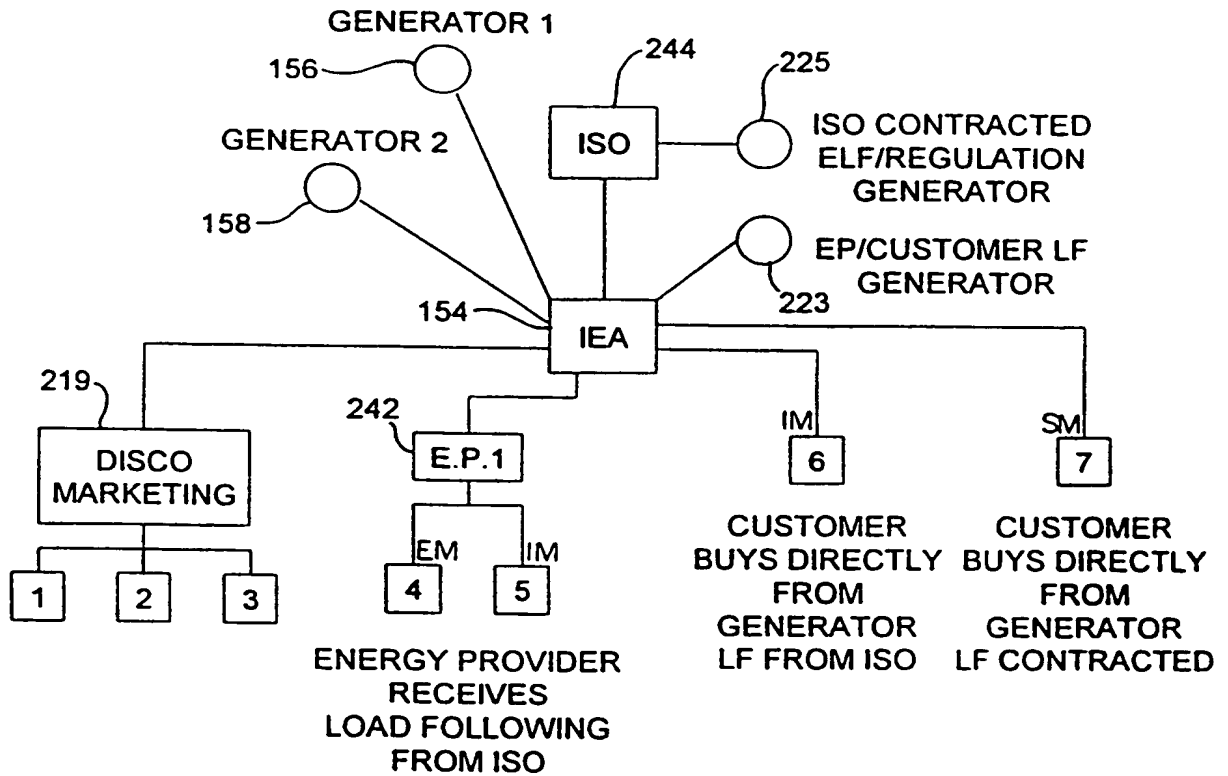 GENERATOR 1
156
244
225
ISO
ISO CONTRACTED
ELF/REGULATION
GENERATOR
GENERATOR 2
158
EP/CUSTOMER LF
GENERATOR
223
154
IEA
219
DISCO
MARKETING
242
E.P.1
IM
6
SM
7
1
2
3
EM
4
IM
5
ENERGY PROVIDER
RECEIVES
LOAD FOLLOWING
FROM ISO
CUSTOMER
BUYS DIRECTLY
FROM
GENERATOR
LF FROM ISO
CUSTOMER
BUYS DIRECTLY
FROM
GENERATOR
LF CONTRACTED